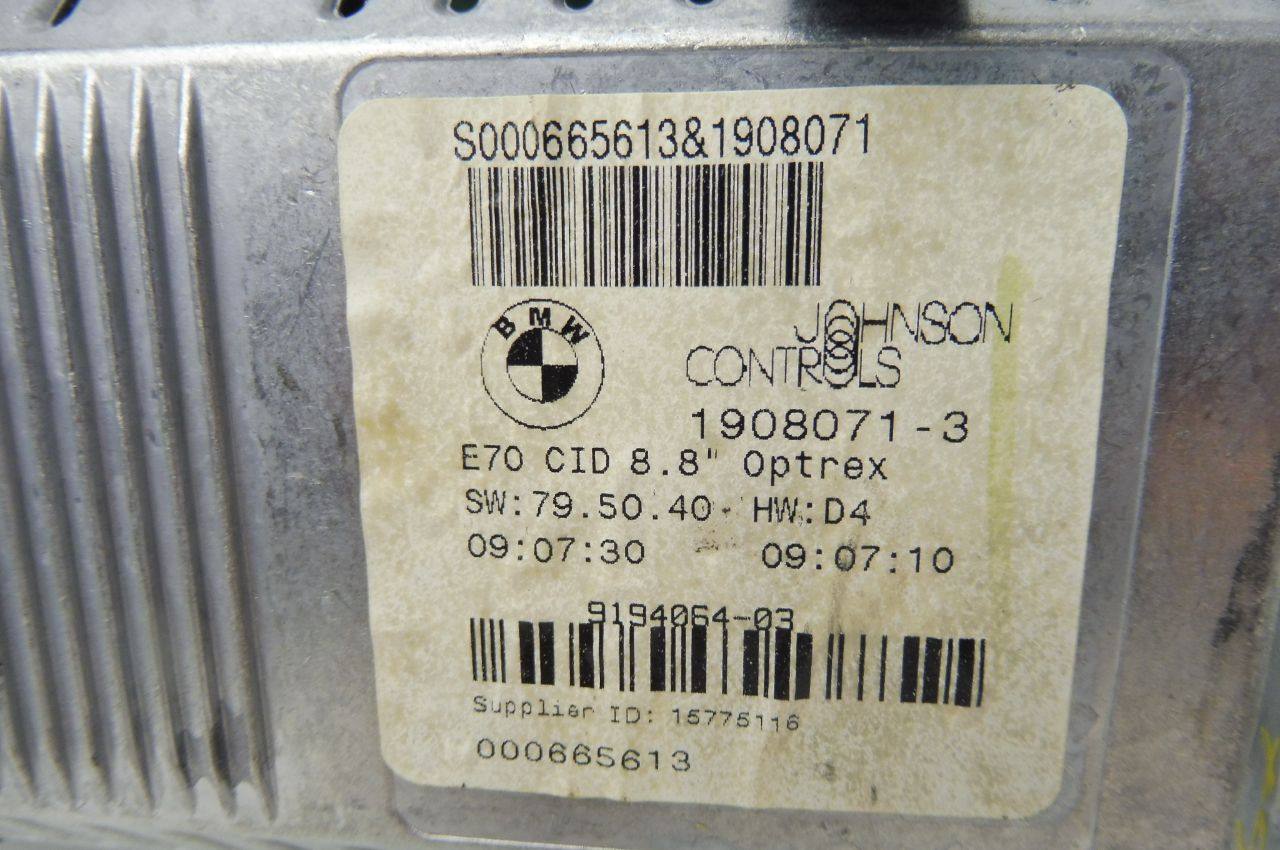 S000665613&1908071
BMW
JOHNSON
CONTROLS
1908071-3
E70 CID 8.8" Optrex
SW:79.50.40 HW:D4
09:07:30 09:07:10
9194064-03
Supplier ID: 15775116
000665613